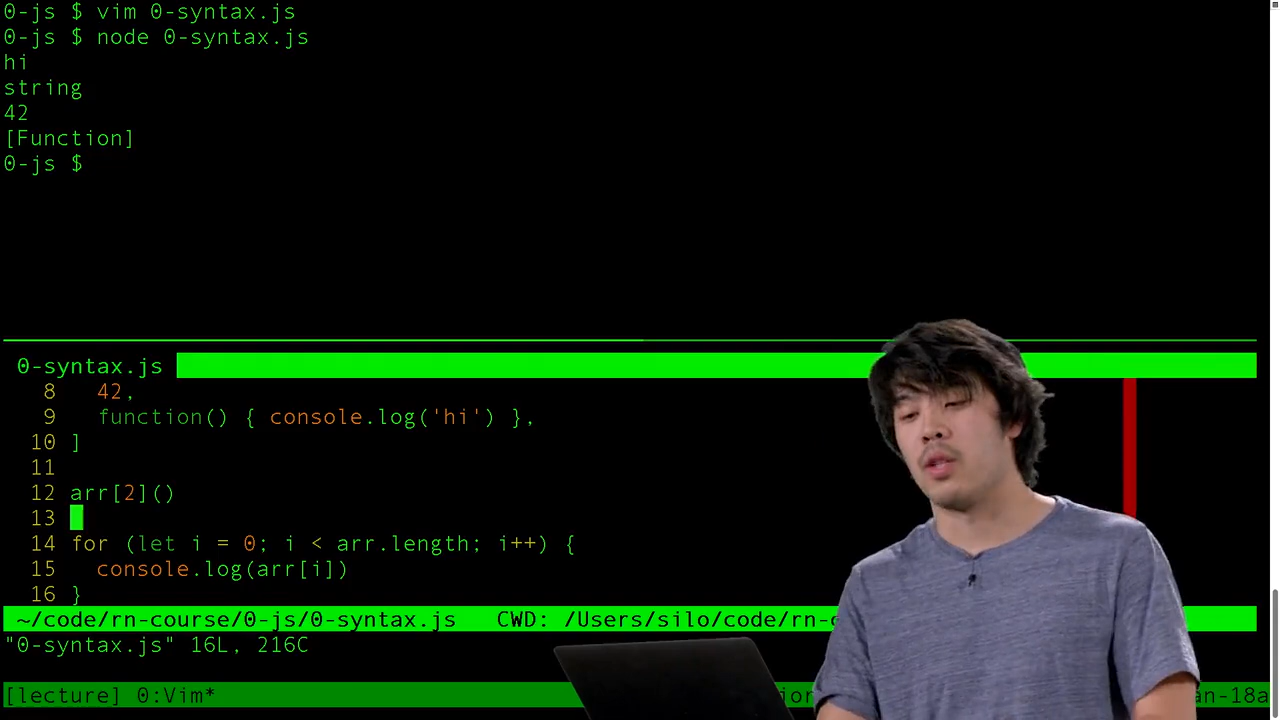 0-js $ vim 0-syntax.js
0-js $ node 0-syntax.js
hi
string
42
[Function]
0-js $
0-syntax.js
8 42,
9 function() { console.log('hi') },
10 ]
11
12 arr[2]()
13
14 for (let i = 0; i < arr.length; i++) {
15 console.log(arr[i])
16 }
~/code/rn-course/0-js/0-syntax.js CWD: /Users/silo/code/rn-
"0-syntax.js" 16L, 216C
[lecture] 0:Vim* an-18a